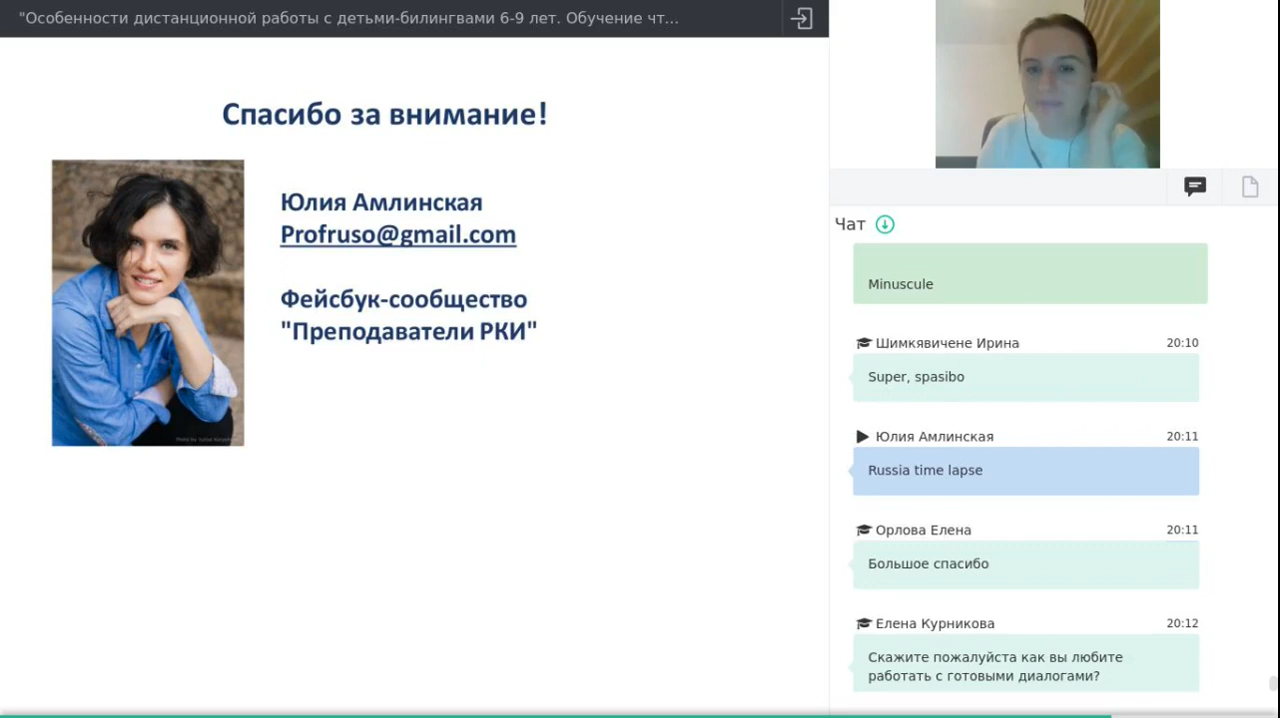 "Особенности дистанционной работы с детьми-билингвами 6-9 лет. Обучение чт...
Спасибо за внимание!
Юлия Амлинская
Profruso@gmail.com
Фейсбук-сообщество
"Преподаватели РКИ"
Чат
Minuscule
Шимкявичене Ирина 20:10
Super, spasibo
Юлия Амлинская 20:11
Russia time lapse
Орлова Елена 20:11
Большое спасибо
Елена Курникова 20:12
Скажите пожалуйста как вы любите
работать с готовыми диалогами?